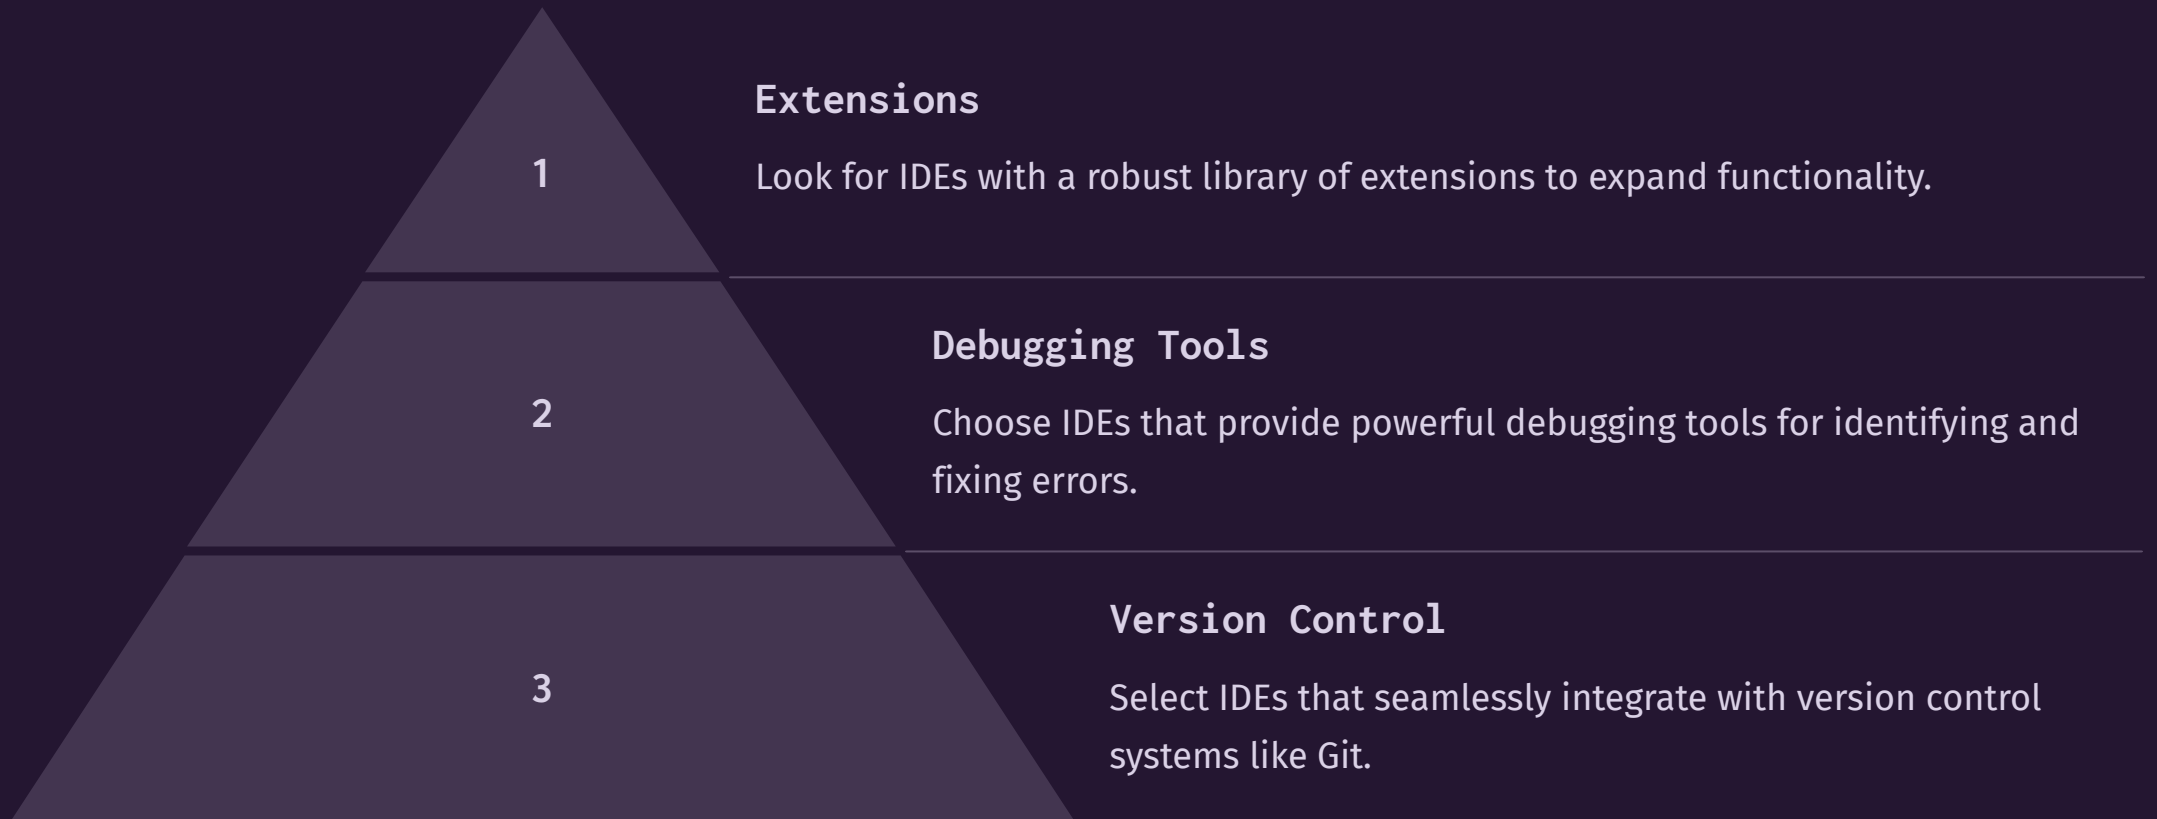 1
Extensions
Look for IDEs with a robust library of extensions to expand functionality.
2
Debugging Tools
Choose IDEs that provide powerful debugging tools for identifying and
fixing errors.
3
Version Control
Select IDEs that seamlessly integrate with version control
systems like Git.